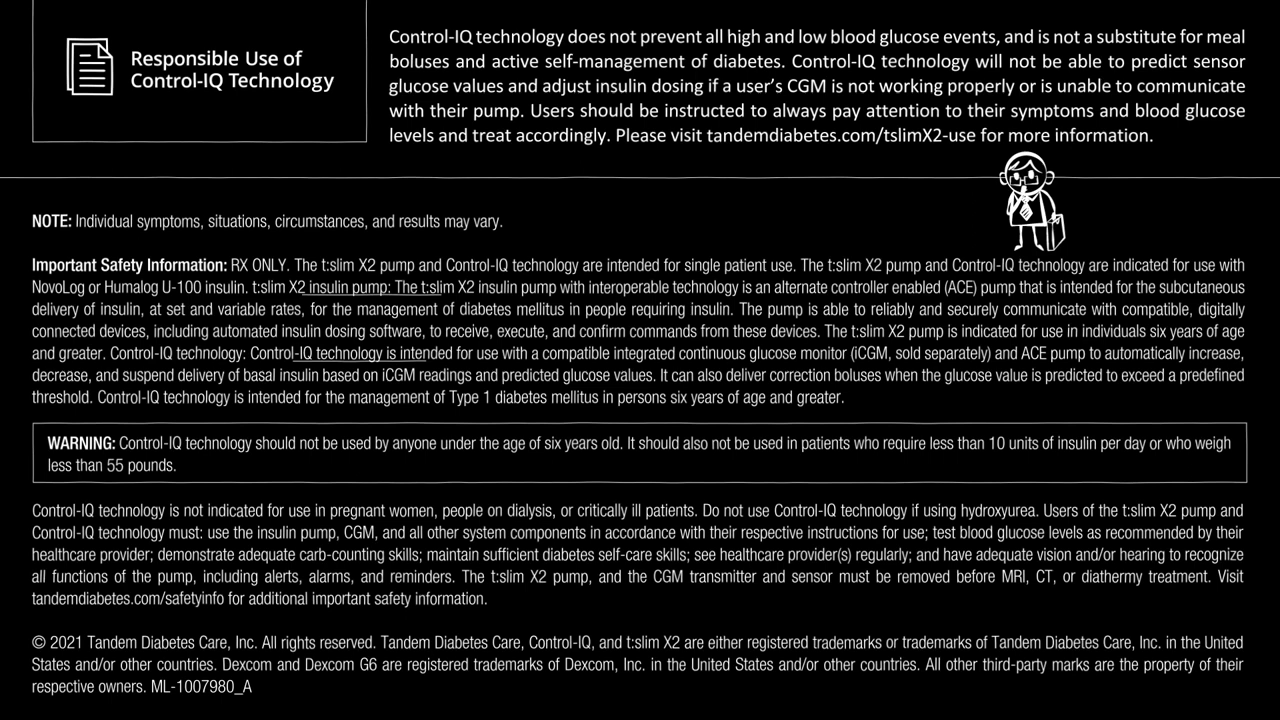 Responsible Use of
Control-IQ Technology
Control-IQ technology does not prevent all high and low blood glucose events, and is not a substitute for meal
boluses and active self-management of diabetes. Control-IQ technology will not be able to predict sensor
glucose values and adjust insulin dosing if a user's CGM is not working properly or is unable to communicate
with their pump. Users should be instructed to always pay attention to their symptoms and blood glucose
levels and treat accordingly. Please visit tandemdiabetes.com/tslimX2-use for more information.
NOTE: Individual symptoms, situations, circumstances, and results may vary.
Important Safety Information: RX ONLY. The t:slim X2 pump and Control-IQ technology are intended for single patient use. The t:slim X2 pump and Control-IQ technology are indicated for use with
NovoLog or Humalog U-100 insulin. t:slim X2 insulin pump: The t:slim X2 insulin pump with interoperable technology is an alternate controller enabled (ACE) pump that is intended for the subcutaneous
delivery of insulin, at set and variable rates, for the management of diabetes mellitus in people requiring insulin. The pump is able to reliably and securely communicate with compatible, digitally
connected devices, including automated insulin dosing software, to receive, execute, and confirm commands from these devices. The t:slim X2 pump is indicated for use in individuals six years of age
and greater. Control-IQ technology: Control-IQ technology is intended for use with a compatible integrated continuous glucose monitor (iCGM, sold separately) and ACE pump to automatically increase,
decrease, and suspend delivery of basal insulin based on iCGM readings and predicted glucose values. It can also deliver correction boluses when the glucose value is predicted to exceed a predefined
threshold. Control-IQ technology is intended for the management of Type 1 diabetes mellitus in persons six years of age and greater.
WARNING: Control-IQ technology should not be used by anyone under the age of six years old. It should also not be used in patients who require less than 10 units of insulin per day or who weigh
less than 55 pounds.
Control-IQ technology is not indicated for use in pregnant women, people on dialysis, or critically ill patients. Do not use Control-IQ technology if using hydroxyurea. Users of the t:slim X2 pump and
Control-IQ technology must: use the insulin pump, CGM, and all other system components in accordance with their respective instructions for use; test blood glucose levels as recommended by their
healthcare provider; demonstrate adequate carb-counting skills; maintain sufficient diabetes self-care skills; see healthcare provider(s) regularly; and have adequate vision and/or hearing to recognize
all functions of the pump, including alerts, alarms, and reminders. The t:slim X2 pump, and the CGM transmitter and sensor must be removed before MRI, CT, or diathermy treatment. Visit
tandemdiabetes.com/safetyinfo for additional important safety information.
© 2021 Tandem Diabetes Care, Inc. All rights reserved. Tandem Diabetes Care, Control-IQ, and t:slim X2 are either registered trademarks or trademarks of Tandem Diabetes Care, Inc. in the United
States and/or other countries. Dexcom and Dexcom G6 are registered trademarks of Dexcom, Inc. in the United States and/or other countries. All other third-party marks are the property of their
respective owners. ML-1007980_A